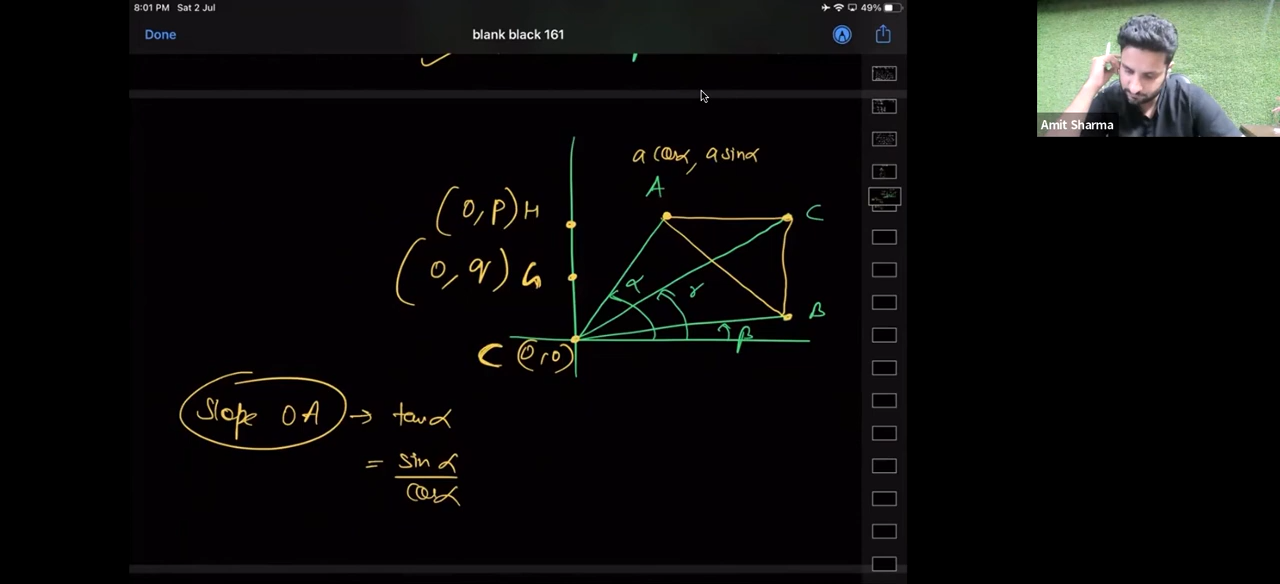 8:01 PM Sat 2 Jul
49%
Done
blank black 161
Amit Sharma
a cosα, a sinα
A
(0, p) H
C
(0, q) G
α
γ
B
β
C (0,0)
Slope OA → tanα
= sin α
cosα